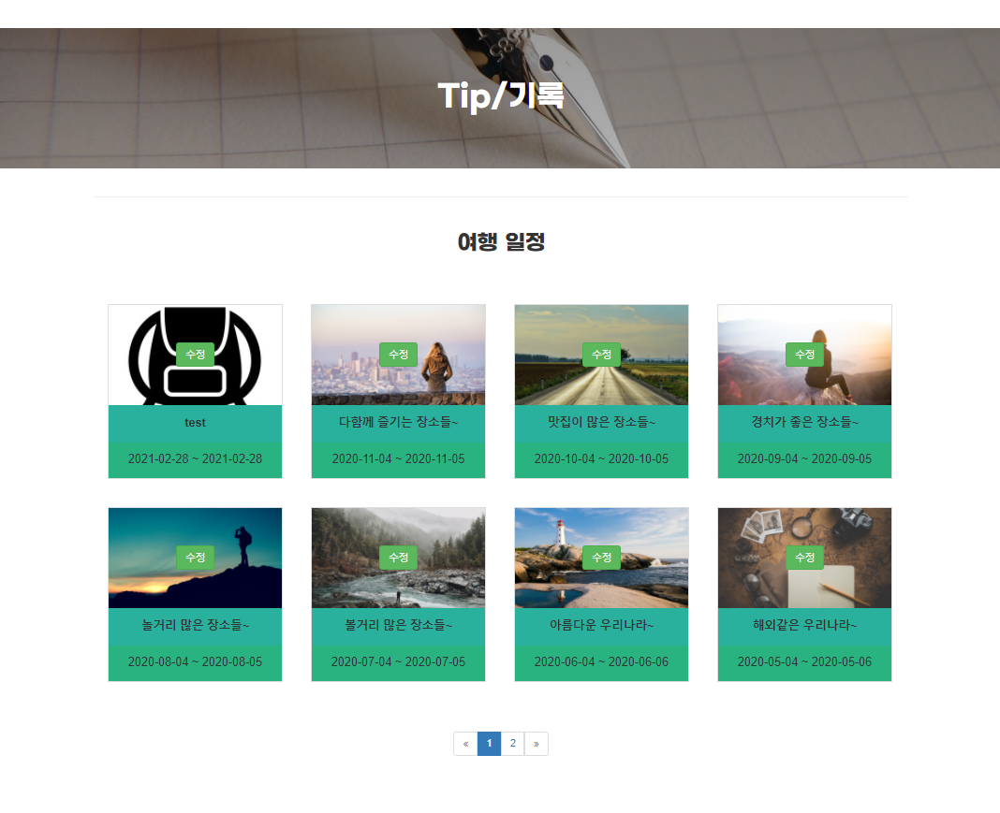 Tip/기록
여행 일정
수정
수정
수정
수정
test
다함께 즐기는 장소들~
맛집이 많은 장소들~
경치가 좋은 장소들~
2021-02-28 ~ 2021-02-28
2020-11-04 ~ 2020-11-05
2020-10-04 ~ 2020-10-05
2020-09-04 ~ 2020-09-05
수정
수정
수정
수정
놀거리 많은 장소들~
볼거리 많은 장소들~
아름다운 우리나라~
해외같은 우리나라~
2020-08-04 ~ 2020-08-05
2020-07-04 ~ 2020-07-05
2020-06-04 ~ 2020-06-06
2020-05-04 ~ 2020-05-06
« 1 2 »